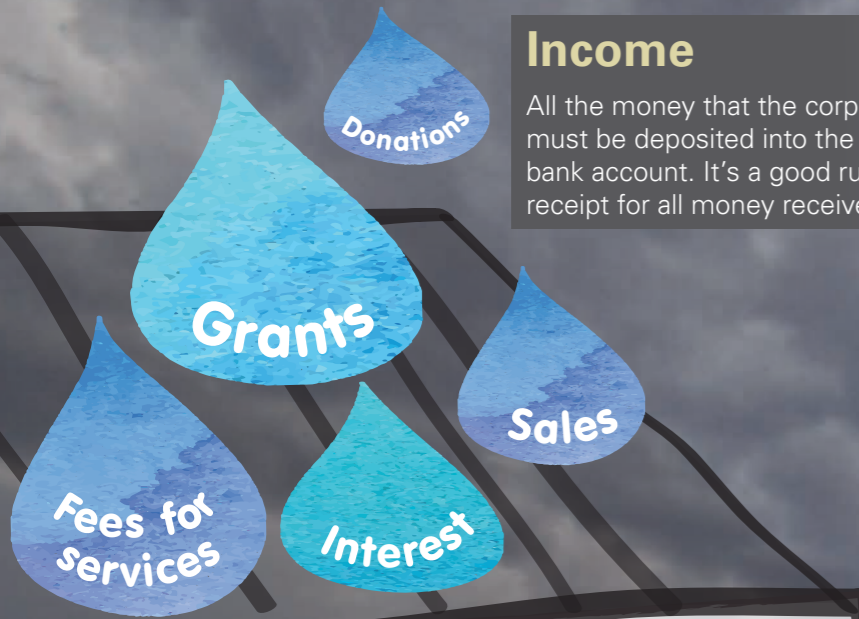 Donations
Income
All the money that the corp
must be deposited into the
bank account. It's a good ru
receipt for all money receive
Grants
Sales
Fees for
services
Interest